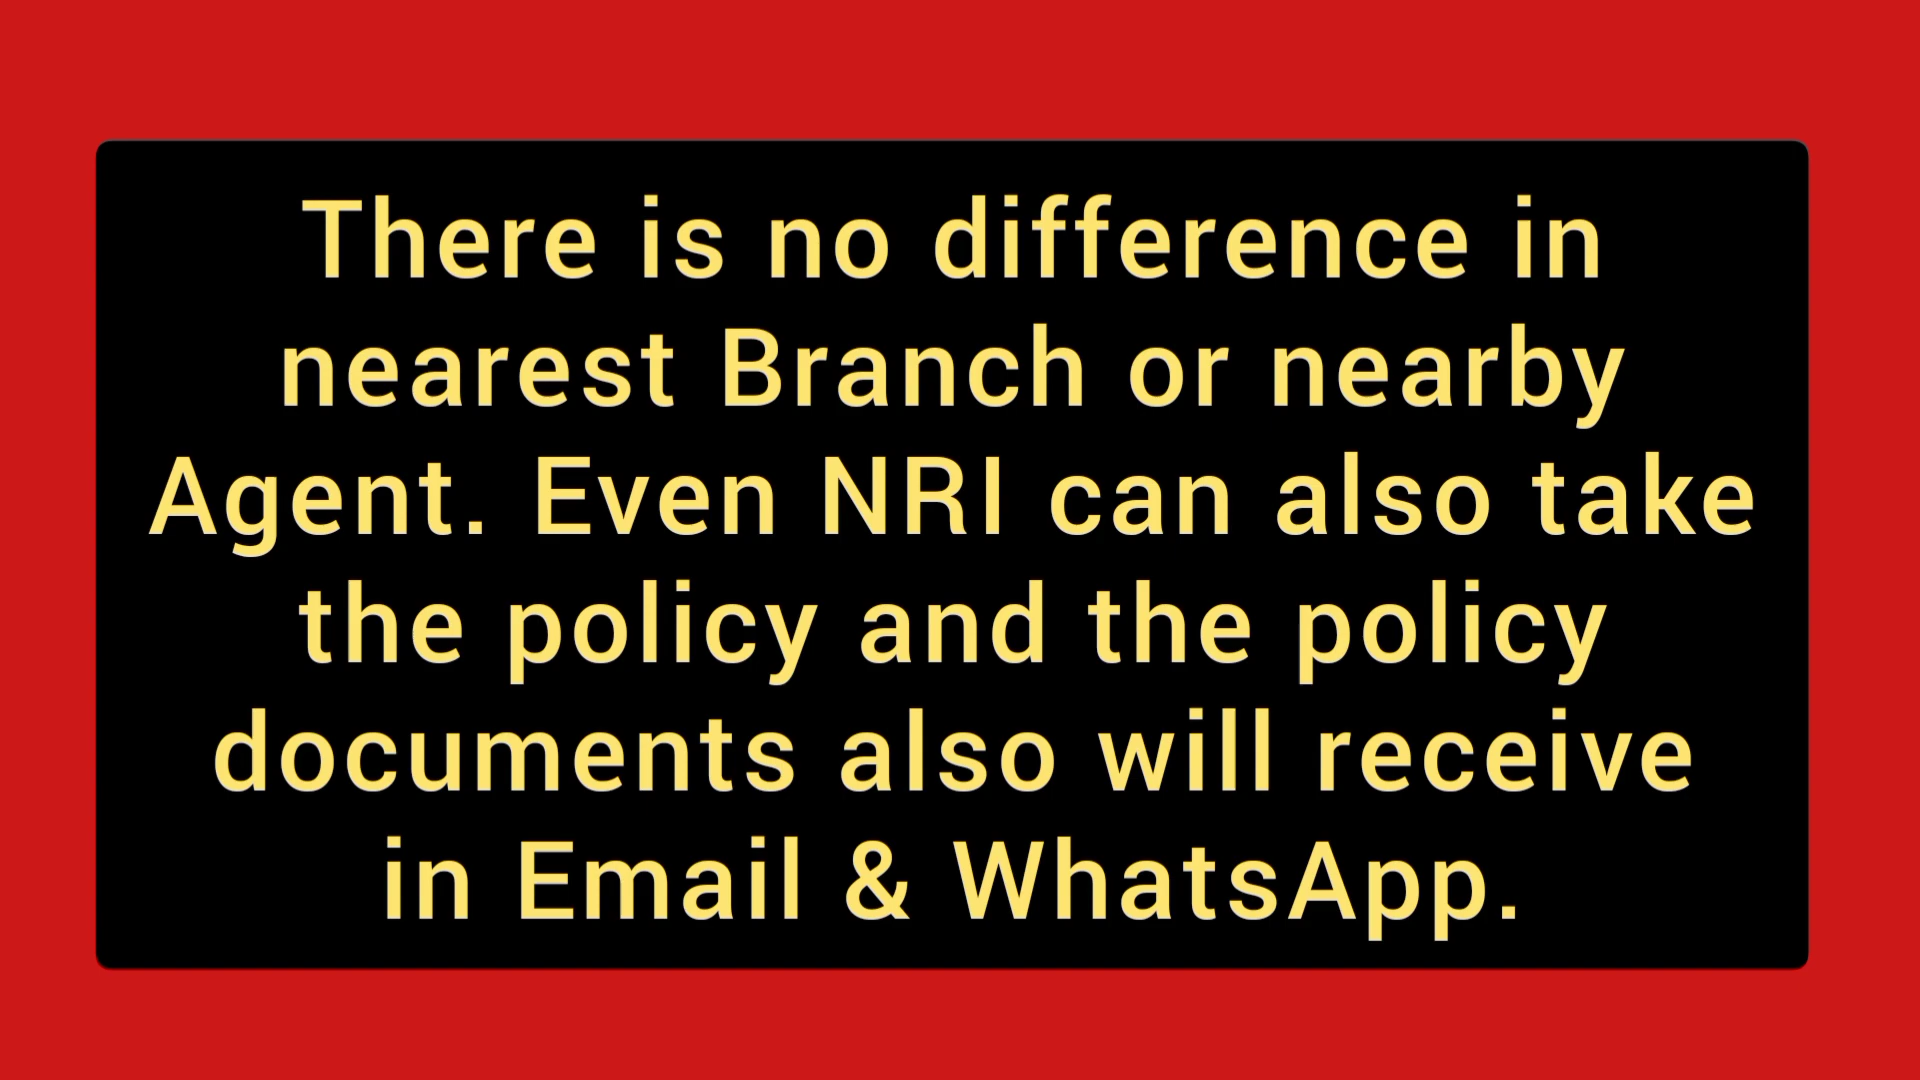 There is no difference in
nearest Branch or nearby
Agent. Even NRI can also take
the policy and the policy
documents also will receive
in Email & WhatsApp.